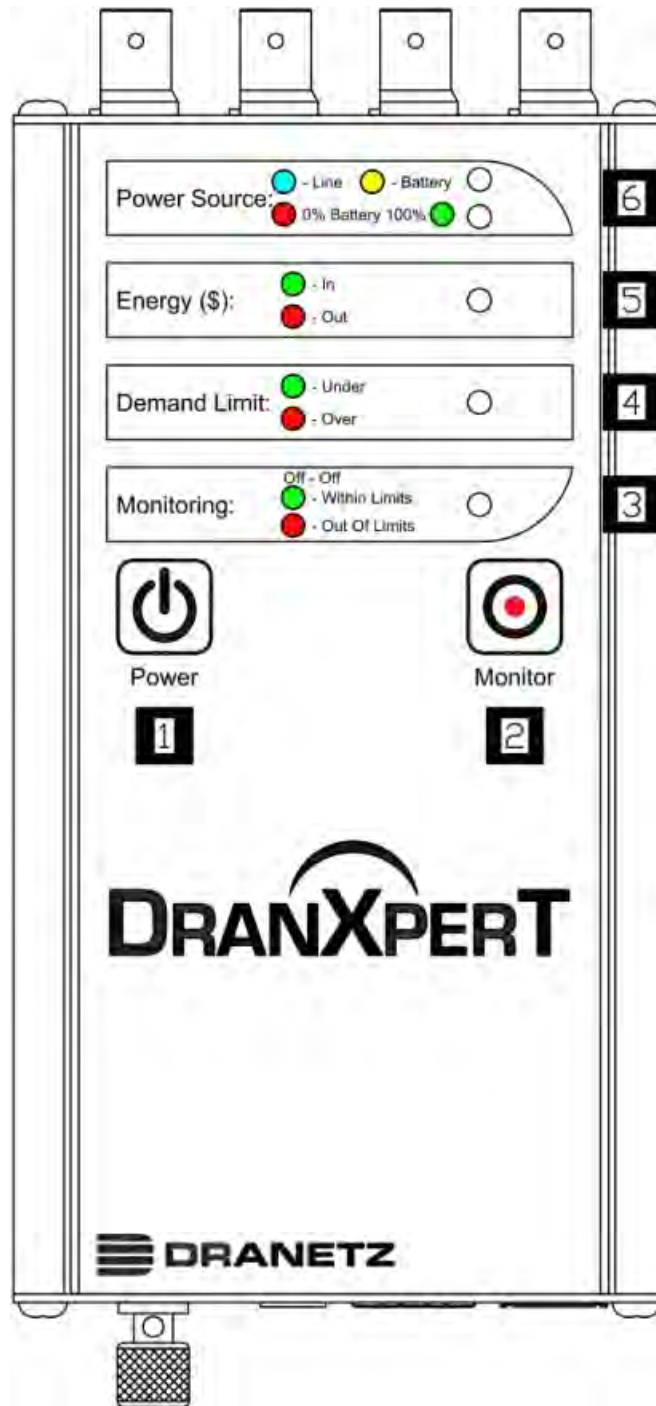 Power Source: - Line - Battery
0% Battery 100%
6
Energy ($): - In
- Out
5
Demand Limit: - Under
- Over
4
Off - Off
Monitoring: - Within Limits
- Out Of Limits
3
Power Monitor
1 2
DRANXPERT
DRANETZ